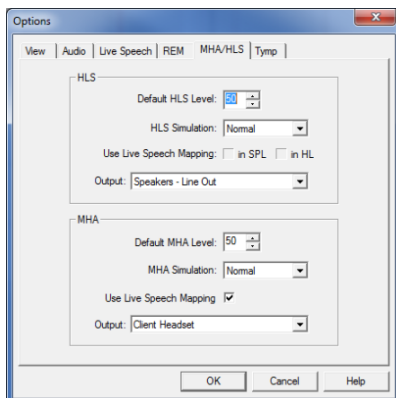 Options
View Audio Live Speech REM MHA/HLS Tymp
HLS
Default HLS Level: 50
HLS Simulation: Normal
Use Live Speech Mapping: in SPL in HL
Output: Speakers - Line Out
MHA
Default MHA Level: 50
MHA Simulation: Normal
Use Live Speech Mapping
Output: Client Headset
OK Cancel Help